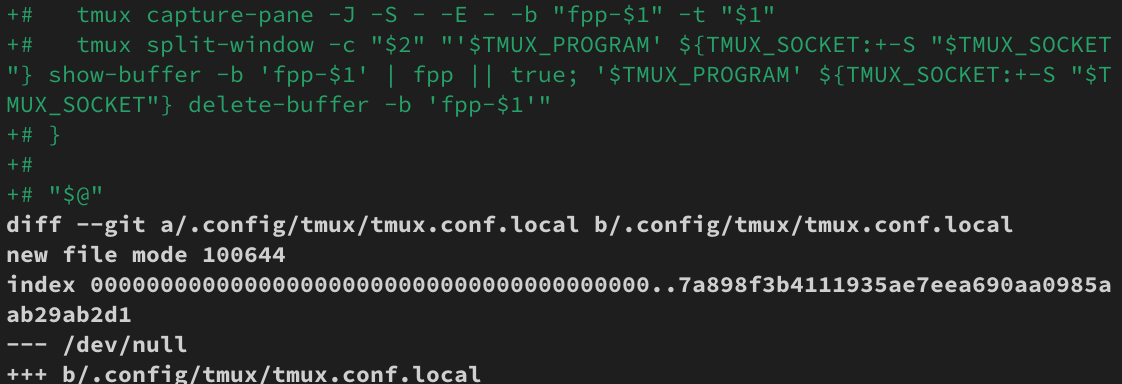 +#   tmux capture-pane -J -S - -E - -b "fpp-$1" -t "$1"
+#   tmux split-window -c "$2" "'$TMUX_PROGRAM' ${TMUX_SOCKET:+-S "$TMUX_SOCKET
"} show-buffer -b 'fpp-$1' | fpp || true; '$TMUX_PROGRAM' ${TMUX_SOCKET:+-S "$T
MUX_SOCKET"} delete-buffer -b 'fpp-$1'"
+# }
+#
+# "$@"
diff --git a/.config/tmux/tmux.conf.local b/.config/tmux/tmux.conf.local
new file mode 100644
index 0000000000000000000000000000000000000000..7a898f3b4111935ae7eea690aa0985a
ab29ab2d1
--- /dev/null
+++ b/.config/tmux/tmux.conf.local